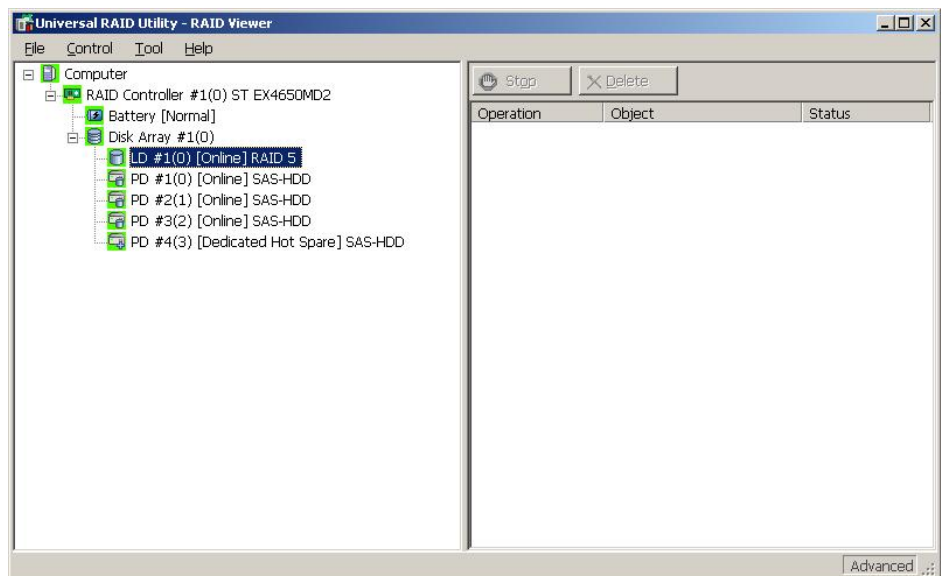 Universal RAID Utility - RAID Viewer
File Control Tool Help
Computer
RAID Controller #1(0) ST EX4650MD2
Battery [Normal]
Disk Array #1(0)
LD #1(0) [Online] RAID 5
PD #1(0) [Online] SAS-HDD
PD #2(1) [Online] SAS-HDD
PD #3(2) [Online] SAS-HDD
PD #4(3) [Dedicated Hot Spare] SAS-HDD
Stop Delete
Operation Object Status
Advanced